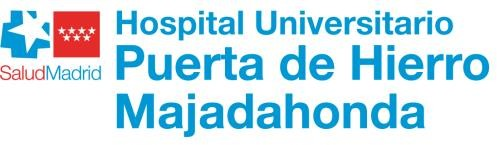 Hospital Universitario
Puerta de Hierro
Majadahonda
SaludMadrid